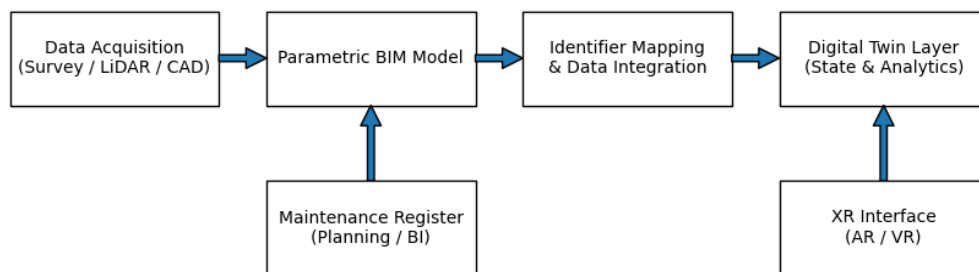 Data Acquisition
(Survey / LiDAR / CAD)
Parametric BIM Model
Identifier Mapping
& Data Integration
Digital Twin Layer
(State & Analytics)
Maintenance Register
(Planning / BI)
XR Interface
(AR / VR)